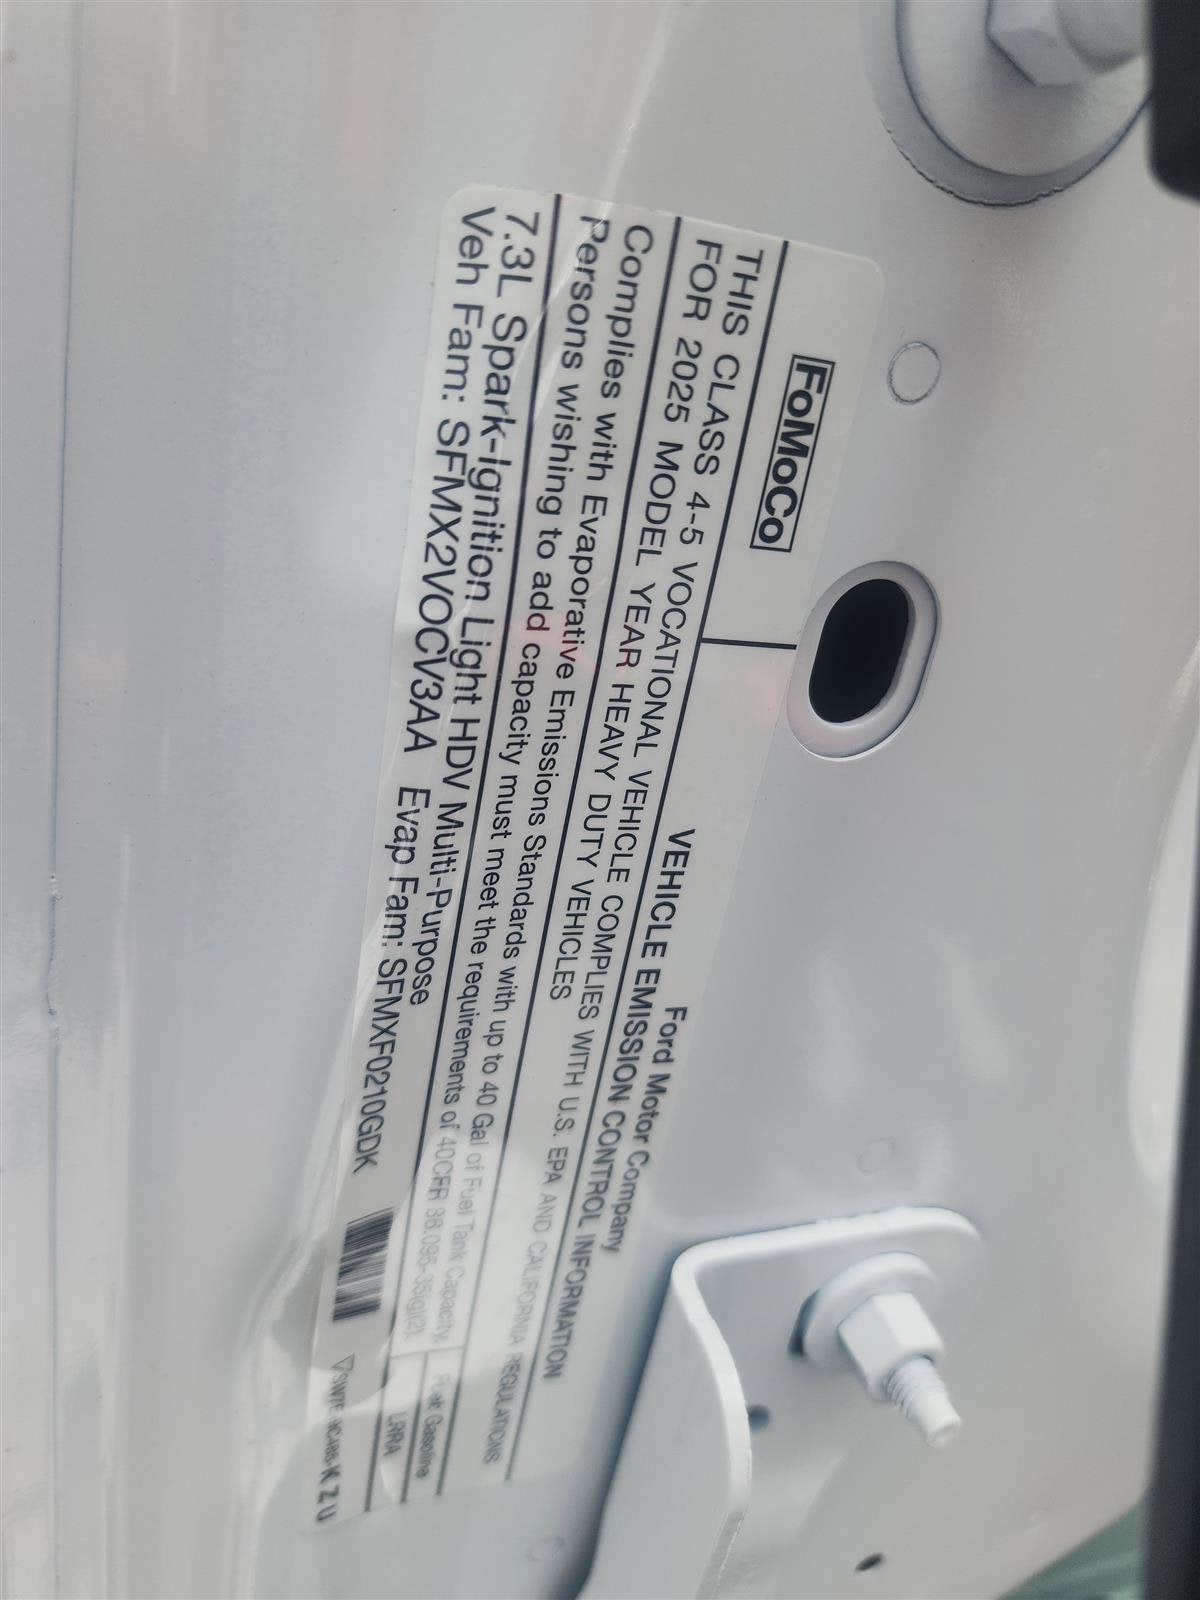 FoMoCo
Ford Motor Company
VEHICLE EMISSION CONTROL INFORMATION
THIS CLASS 4-5 VOCATIONAL VEHICLE COMPLIES WITH U.S. EPA AND CALIFORNIA REGULATIONS
FOR 2025 MODEL YEAR HEAVY DUTY VEHICLES
Complies with Evaporative Emissions Standards with up to 40 Gal of Fuel Tank Capacity.
Persons wishing to add capacity must meet the requirements of 40CFR 86.095-35(g)(2).
Fuel: Gasoline
LRRA
7.3L Spark-Ignition Light HDV Multi-Purpose
Veh Fam: SFMX2VOCV3AA Evap Fam: SFMXF0210GDK
KZU